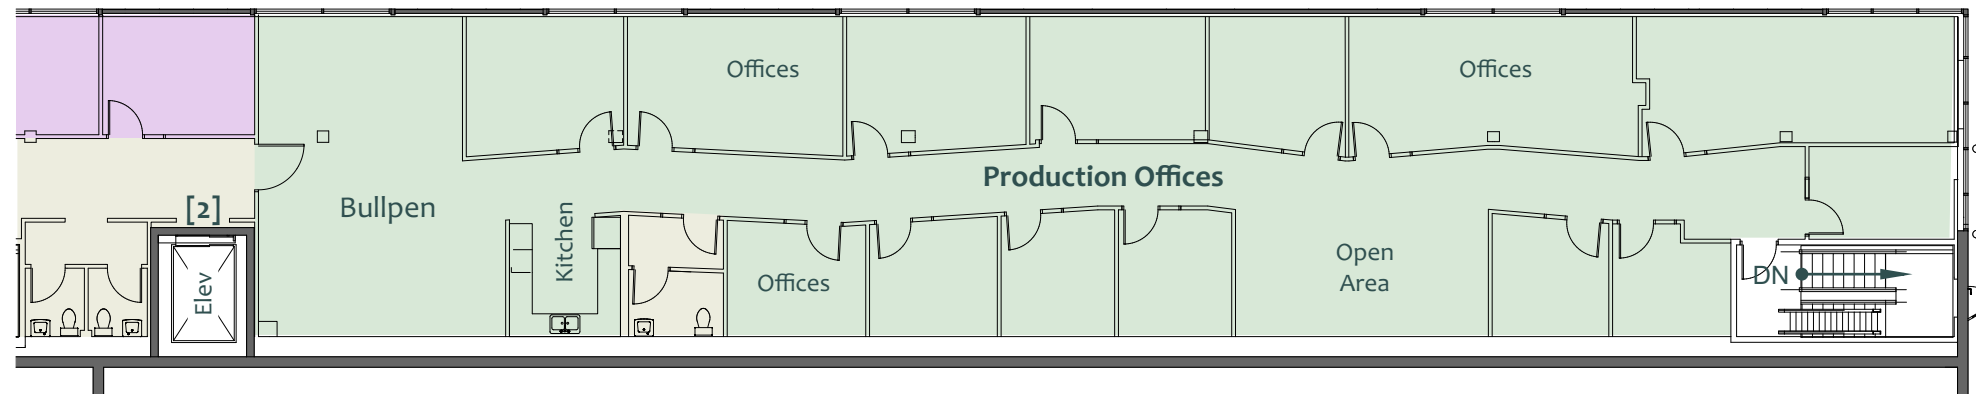 Offices
Offices
Production Offices
[2]
Bullpen
Kitchen
Elev
Offices
Open
Area
DN